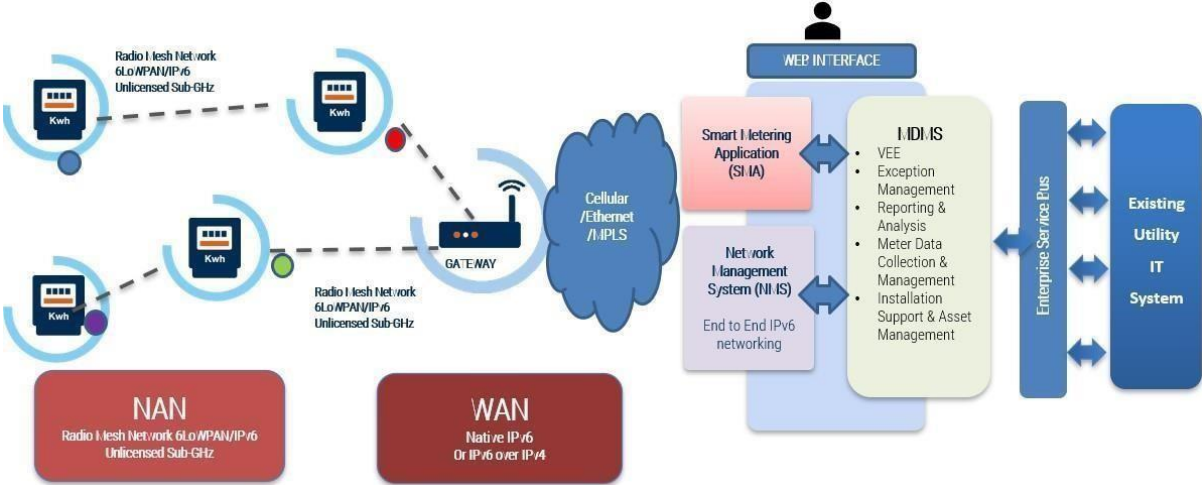 Radio Mesh Network
6LoWPAN/IPv6
Unlicensed Sub-GHz
Kwh
Kwh
Kwh
Kwh
GATEWAY
Radio Mesh Network
6LoWPAN/IPv6
Unlicensed Sub-GHz
Cellular
/Ethernet
/MPLS
NAN
Radio Mesh Network 6LoWPAN/IPv6
Unlicensed Sub-GHz
WAN
Native IPv6
Or IPv6 over IPv4
WEB INTERFACE
Smart Metering
Application
(SMA)
Network
Management
System (NMS)
End to End IPv6
networking
MDMS
• VEE
• Exception
Management
• Reporting &
Analysis
• Meter Data
Collection &
Management
• Installation
Support & Asset
Management
Enterprise Service Bus
Existing
Utility
IT
System